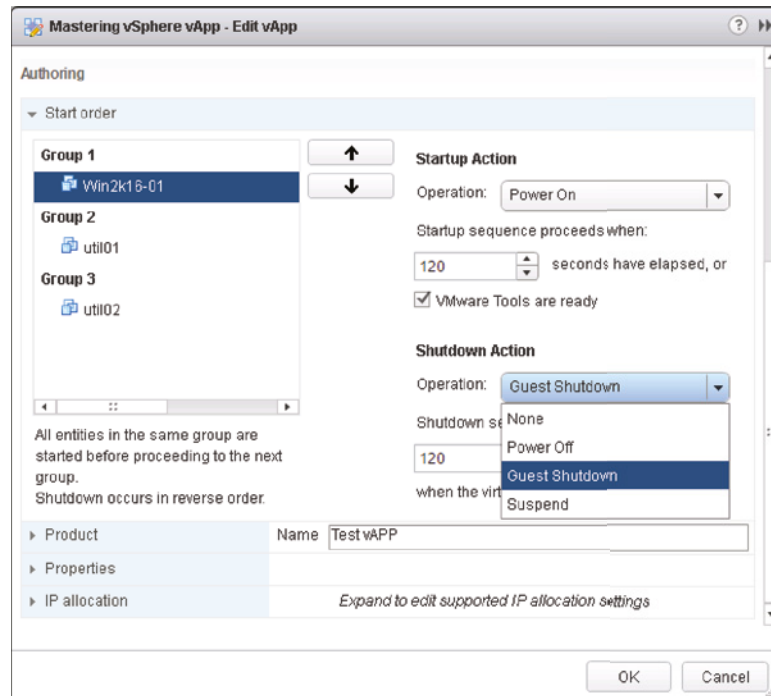 Mastering vSphere vApp - Edit vApp
?
Authoring
Start order
Group 1
Win2k16-01
Group 2
util01
Group 3
util02
All entities in the same group are
started before proceeding to the next
group.
Shutdown occurs in reverse order.
Startup Action
Operation: Power On
Startup sequence proceeds when:
120 seconds have elapsed, or
VMware Tools are ready
Shutdown Action
Operation: Guest Shutdown
Shutdown se
None
Power Off
Guest Shutdown
Suspend
120
when the virt
Product Name Test vAPP
Properties
IP allocation Expand to edit supported IP allocation settings
OK Cancel